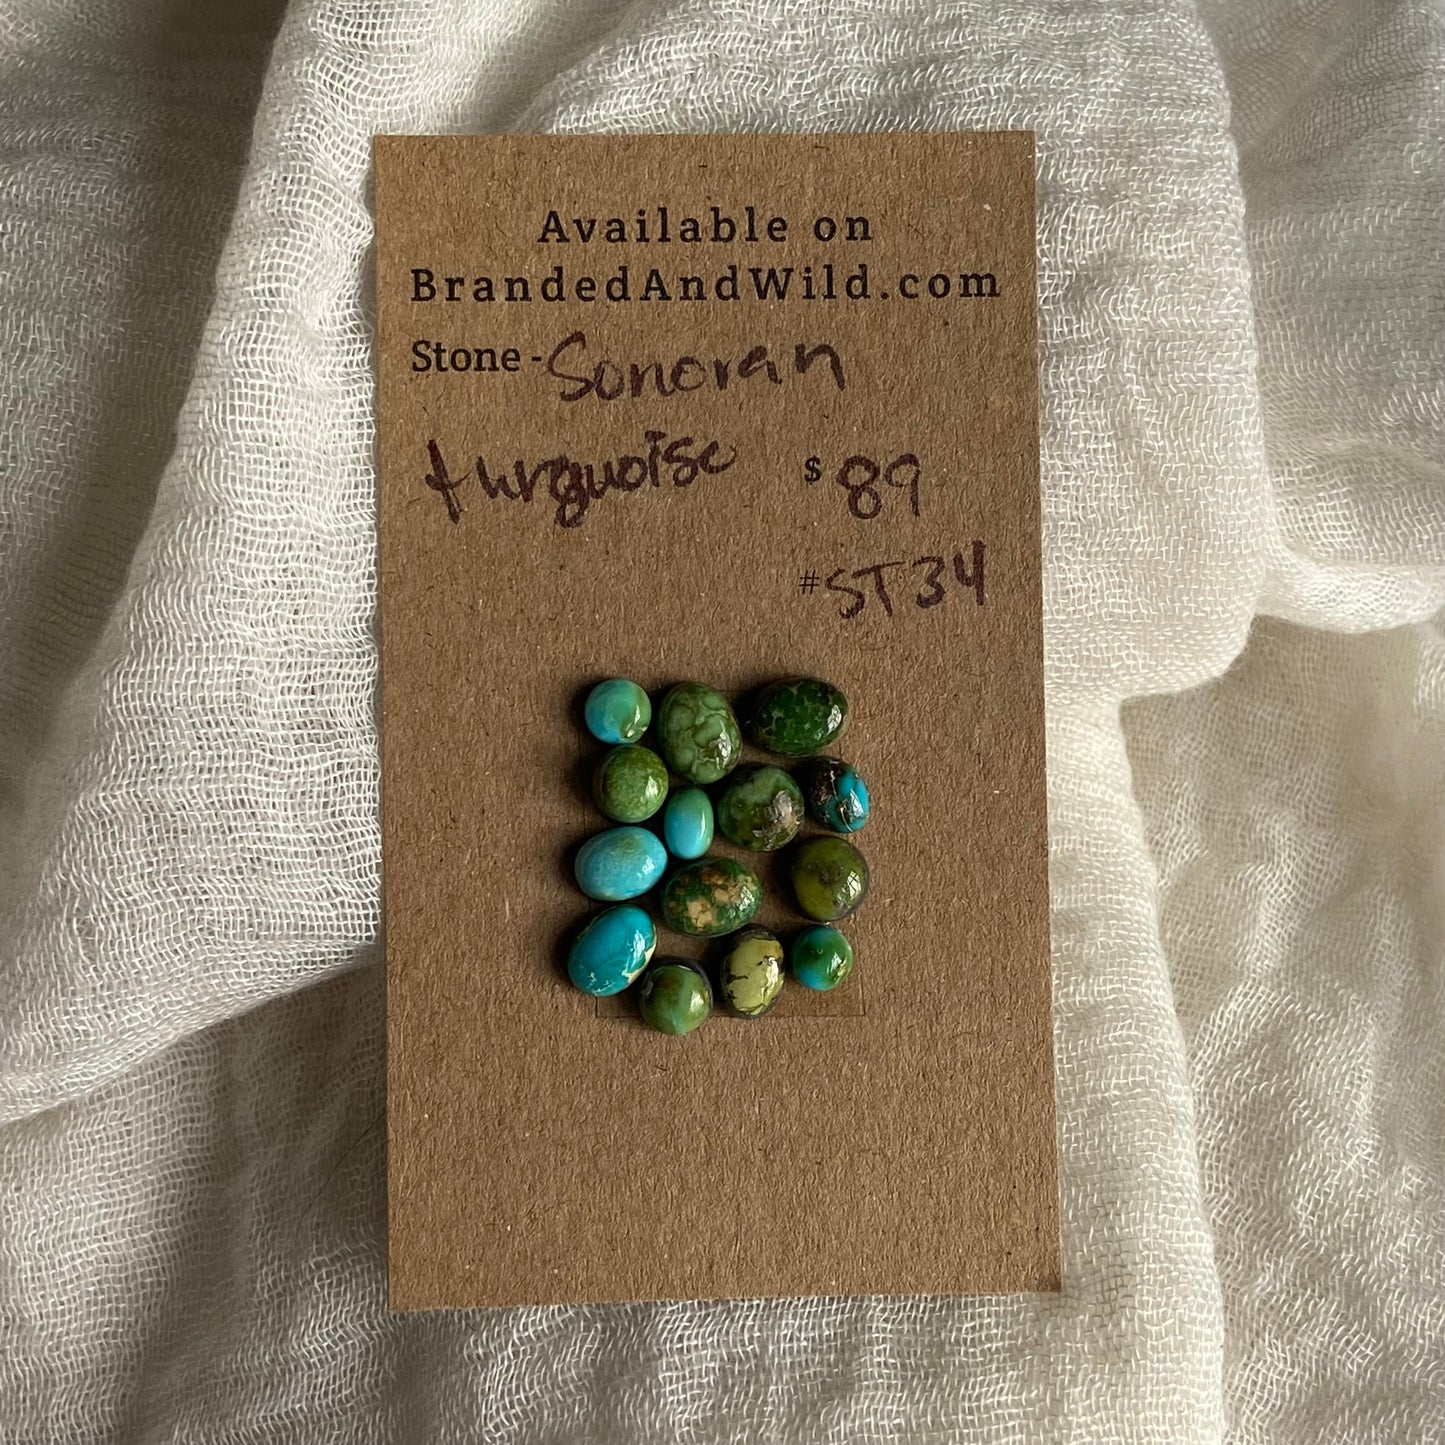 Available on
BrandedAndWild.com
Stone - Sonoran
turquoise $ 89
# ST34